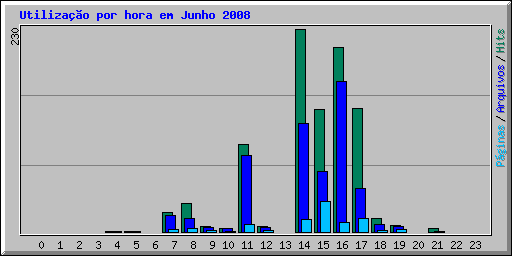 Utilização por hora em Junho 2008
230
Páginas / Arquivos / Hits
0 1 2 3 4 5 6 7 8 9 10 11 12 13 14 15 16 17 18 19 20 21 22 23